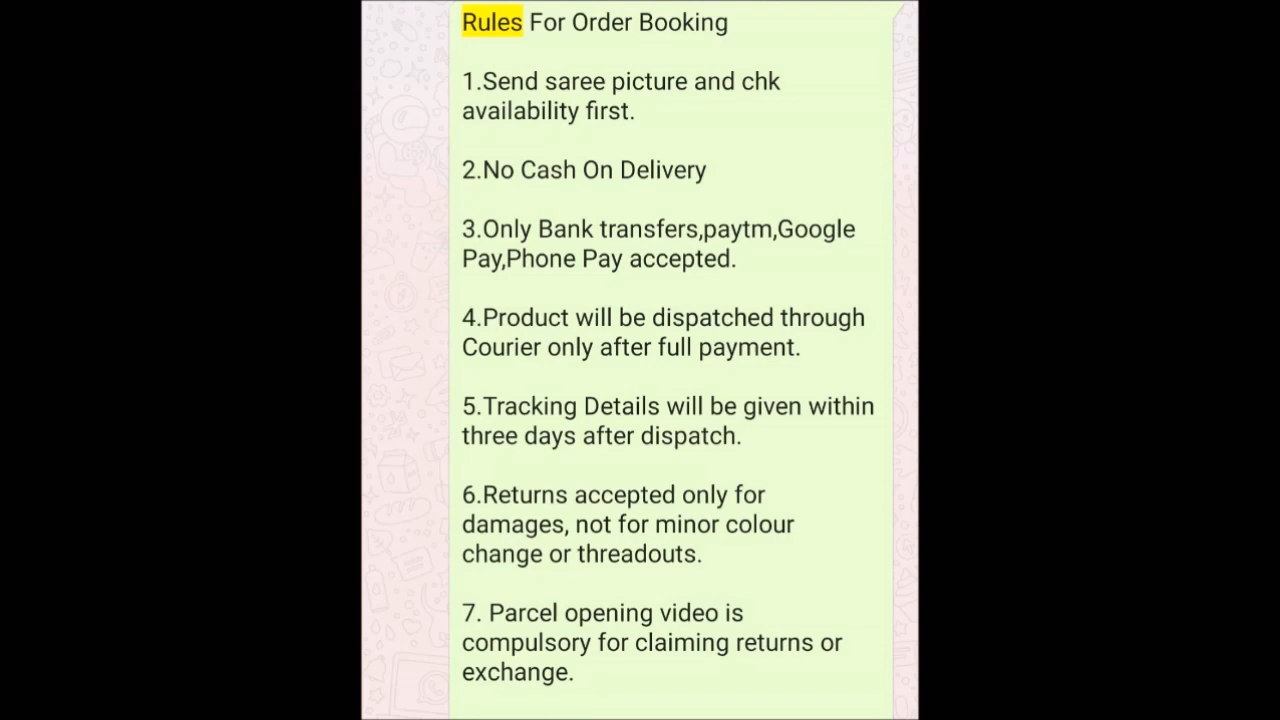 Rules For Order Booking
1.Send saree picture and chk
availability first.
2.No Cash On Delivery
3.Only Bank transfers,paytm,Google
Pay,Phone Pay accepted.
4.Product will be dispatched through
Courier only after full payment.
5.Tracking Details will be given within
three days after dispatch.
6.Returns accepted only for
damages, not for minor colour
change or threadouts.
7. Parcel opening video is
compulsory for claiming returns or
exchange.